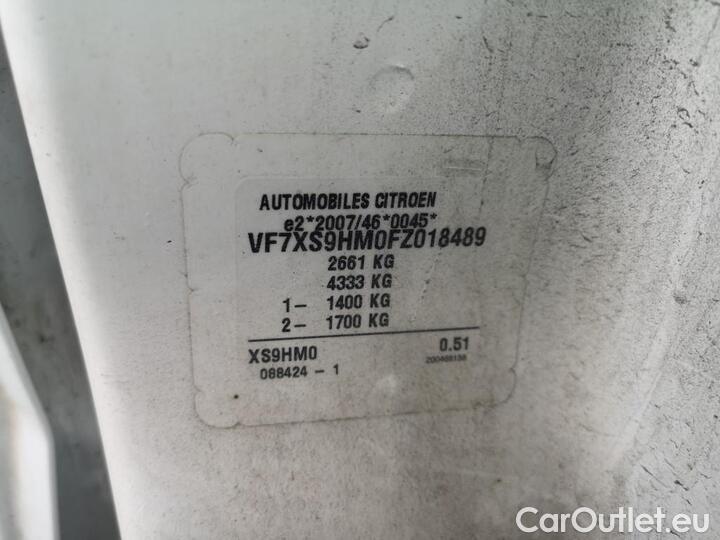 AUTOMOBILES CITROEN
e2*2007/46*0045*
VF7XS9HM0FZ018489
2661 KG
4333 KG
1- 1400 KG
2- 1700 KG
XS9HM0 0.51
088424 - 1
CarOutlet.eu